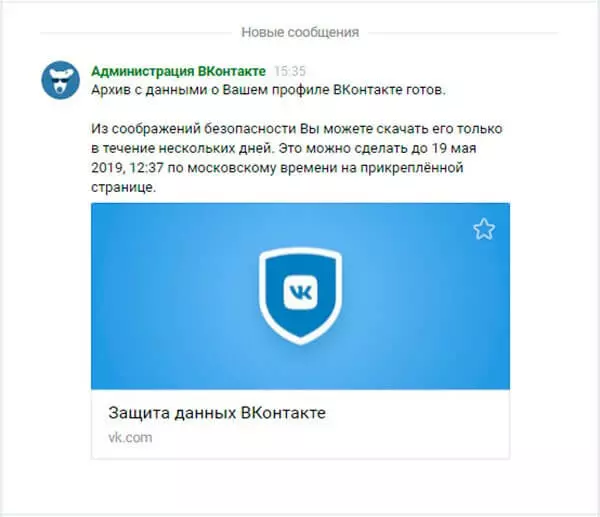 Новые сообщения
Администрация ВКонтакте 15:35
Архив с данными о Вашем профиле ВКонтакте готов.
Из соображений безопасности Вы можете скачать его только
в течение нескольких дней. Это можно сделать до 19 мая
2019, 12:37 по московскому времени на прикреплённой
странице.
VK
Защита данных ВКонтакте
vk.com